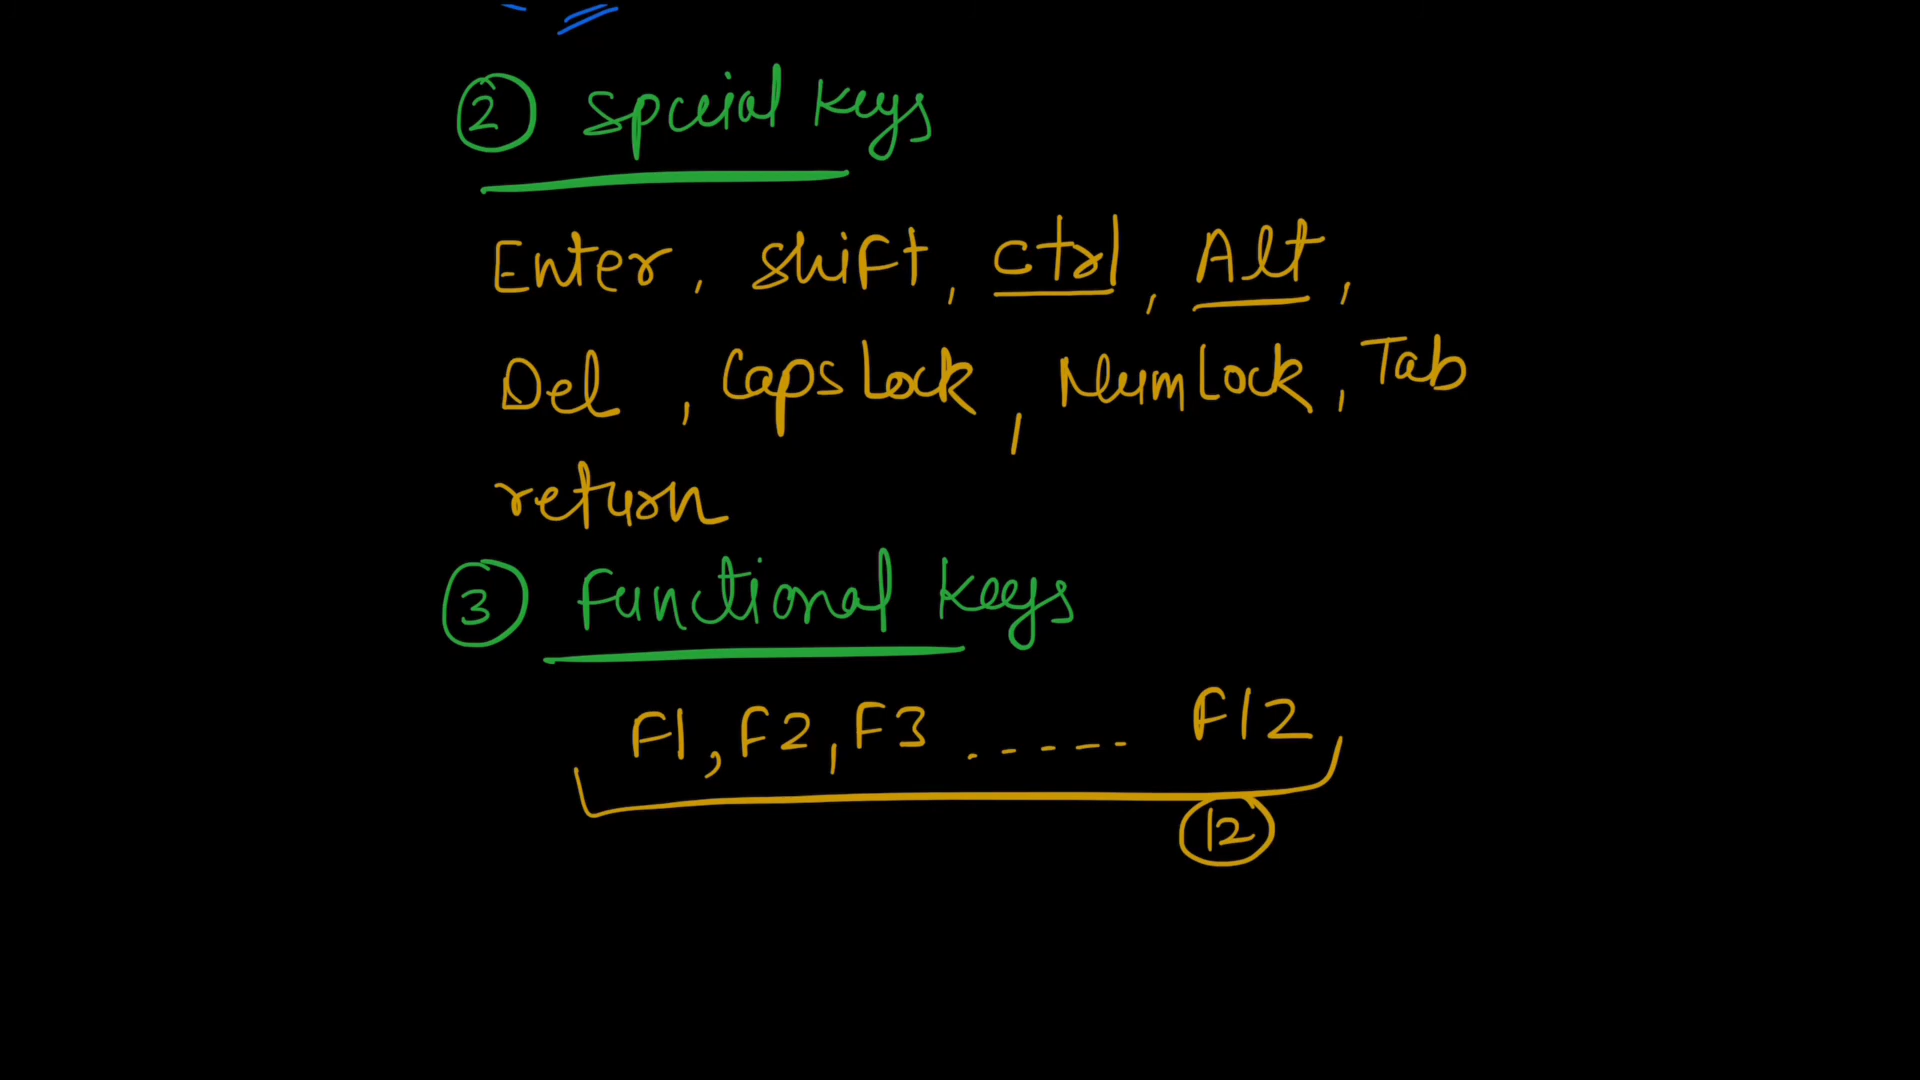 ② Special Keys
Enter, Shift, Ctrl, Alt,
Del, Caps Lock, Num Lock, Tab
return
③ Functional Keys
F1, F2, F3 ...... F12
12